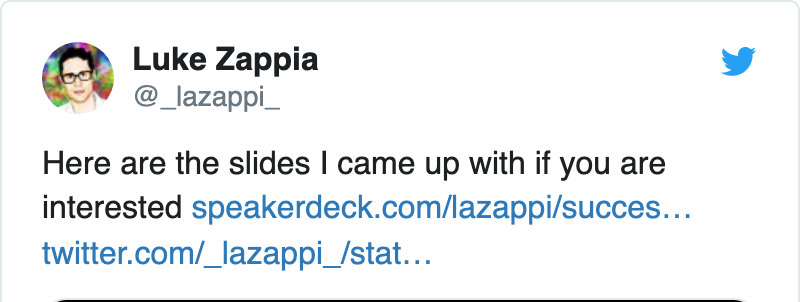 Luke Zappia
@_lazappi_
Here are the slides I came up with if you are
interested speakerdeck.com/lazappi/succes…
twitter.com/_lazappi_/stat…